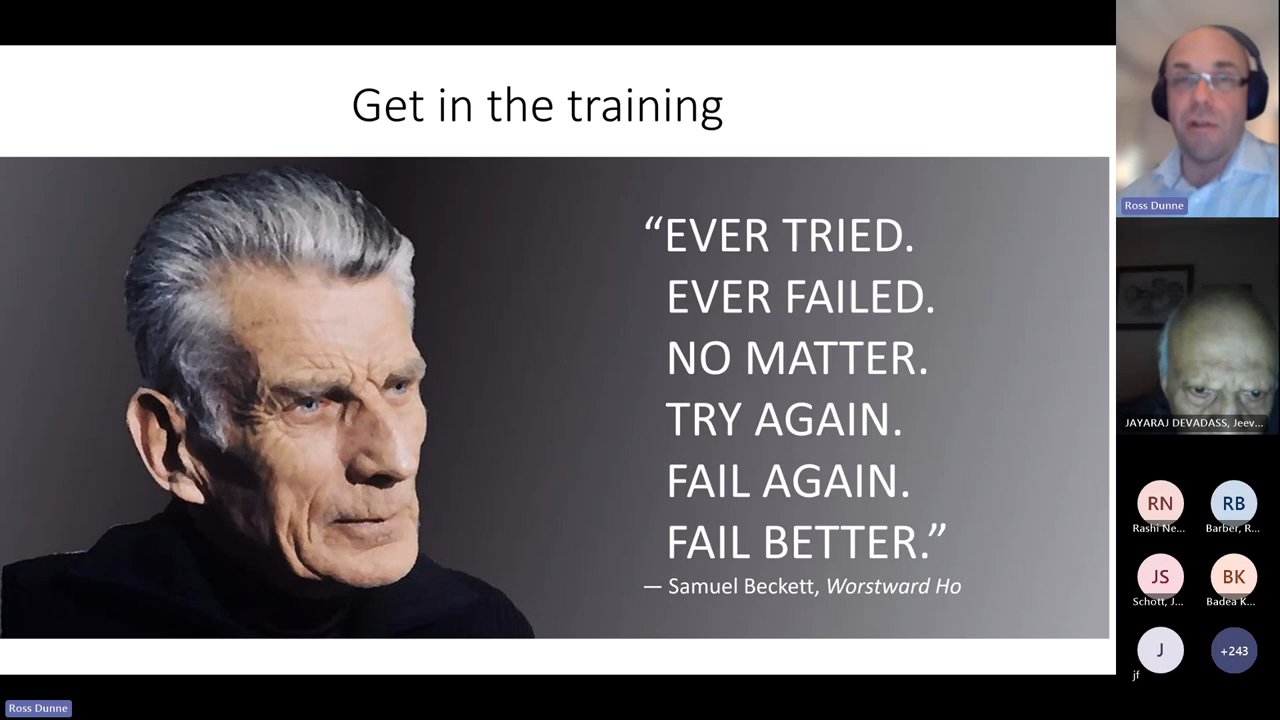 Get in the training
“EVER TRIED.
EVER FAILED.
NO MATTER.
TRY AGAIN.
FAIL AGAIN.
FAIL BETTER.”
— Samuel Beckett, Worstward Ho
Ross Dunne
JAYARAJ DEVADASS, Jeev...
RN
RB
Rashi Ne...
Barber, R...
JS
BK
Schott, J...
Badea K...
J
+243
jf
Ross Dunne